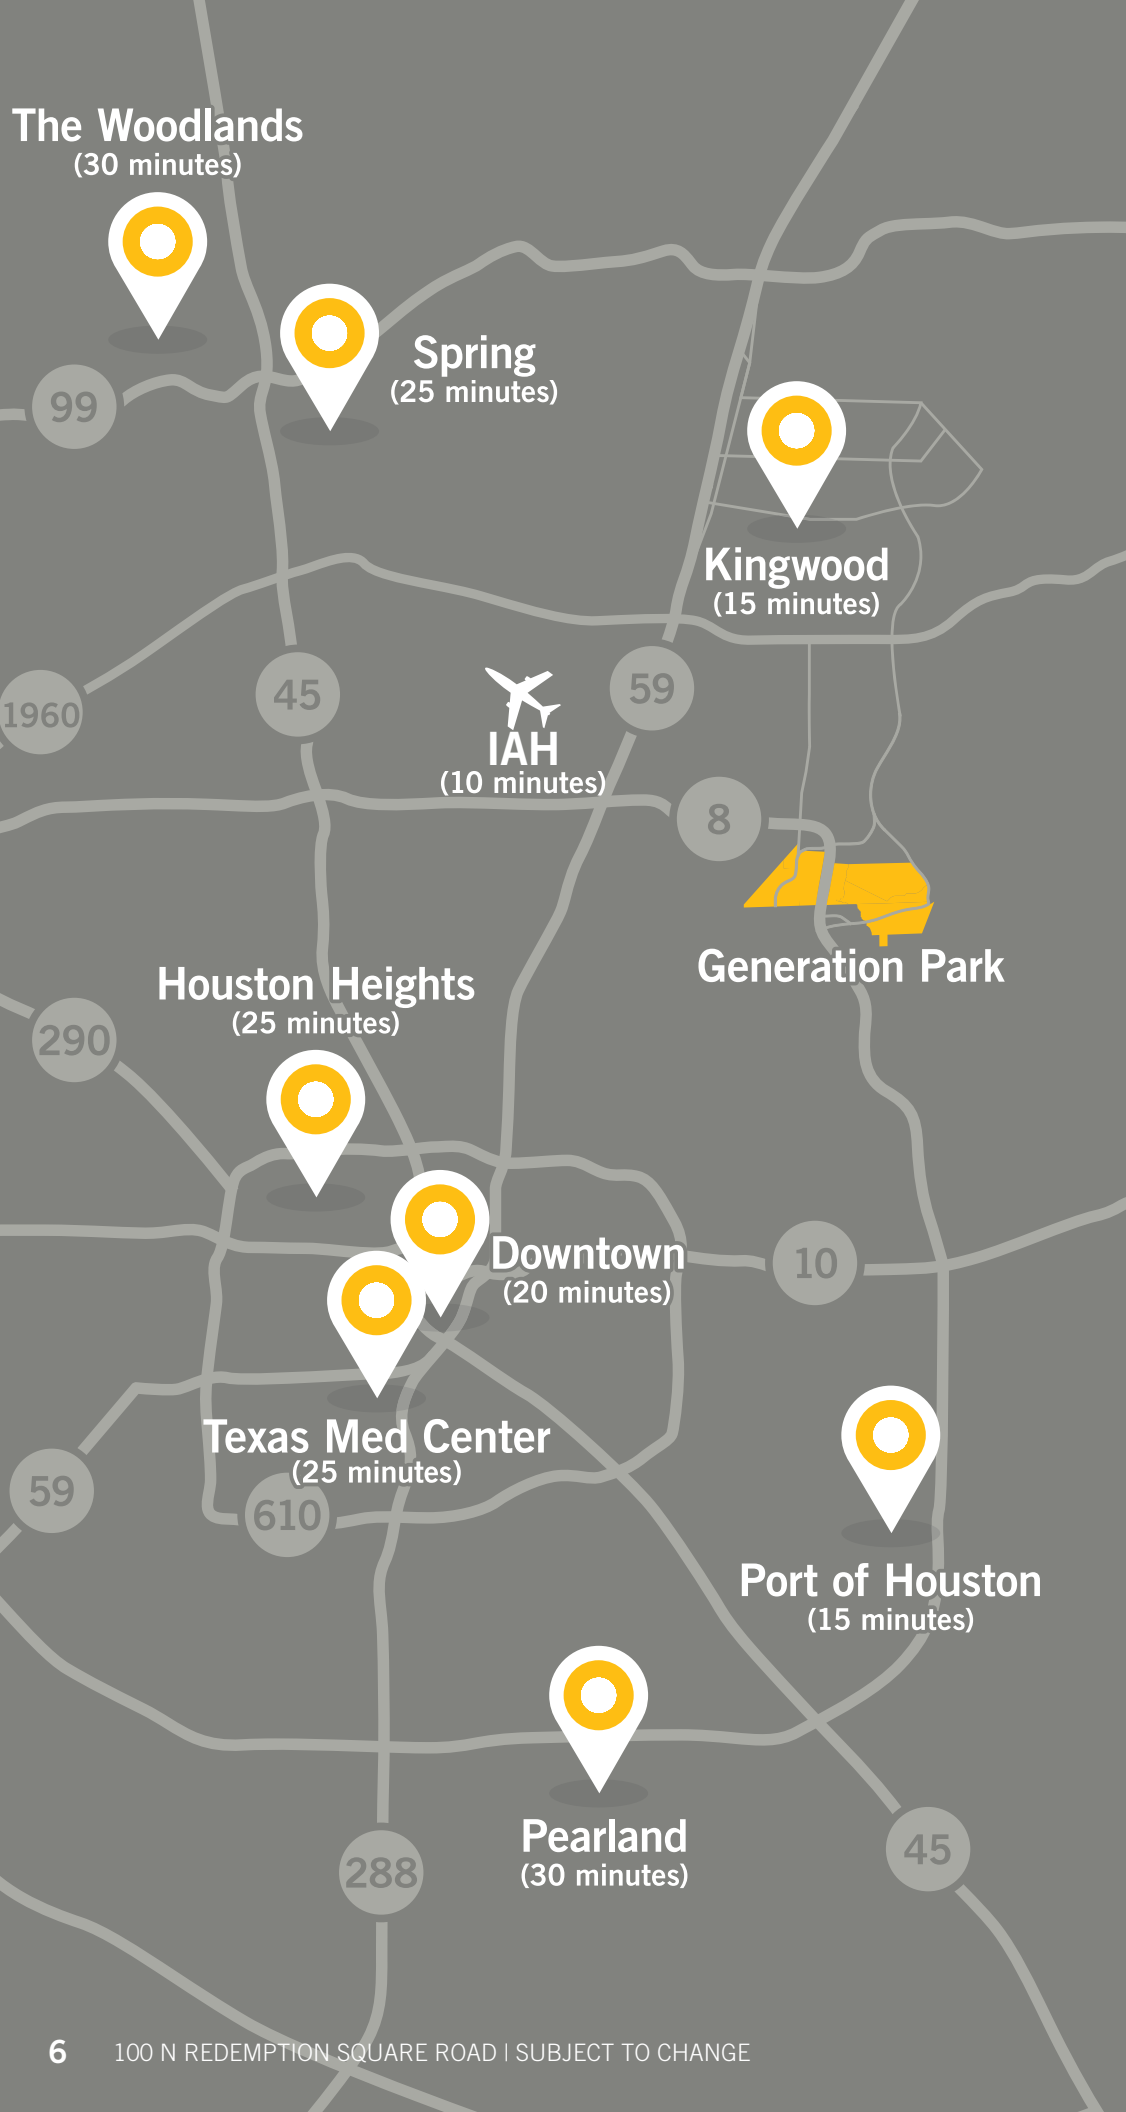 The Woodlands
(30 minutes)
Spring
(25 minutes)
99
Kingwood
(15 minutes)
1960
45
59
IAH
(10 minutes)
8
Generation Park
Houston Heights
(25 minutes)
290
Downtown
(20 minutes)
10
Texas Med Center
(25 minutes)
59
610
Port of Houston
(15 minutes)
Pearland
(30 minutes)
45
288
6 100 N REDEMPTION SQUARE ROAD | SUBJECT TO CHANGE